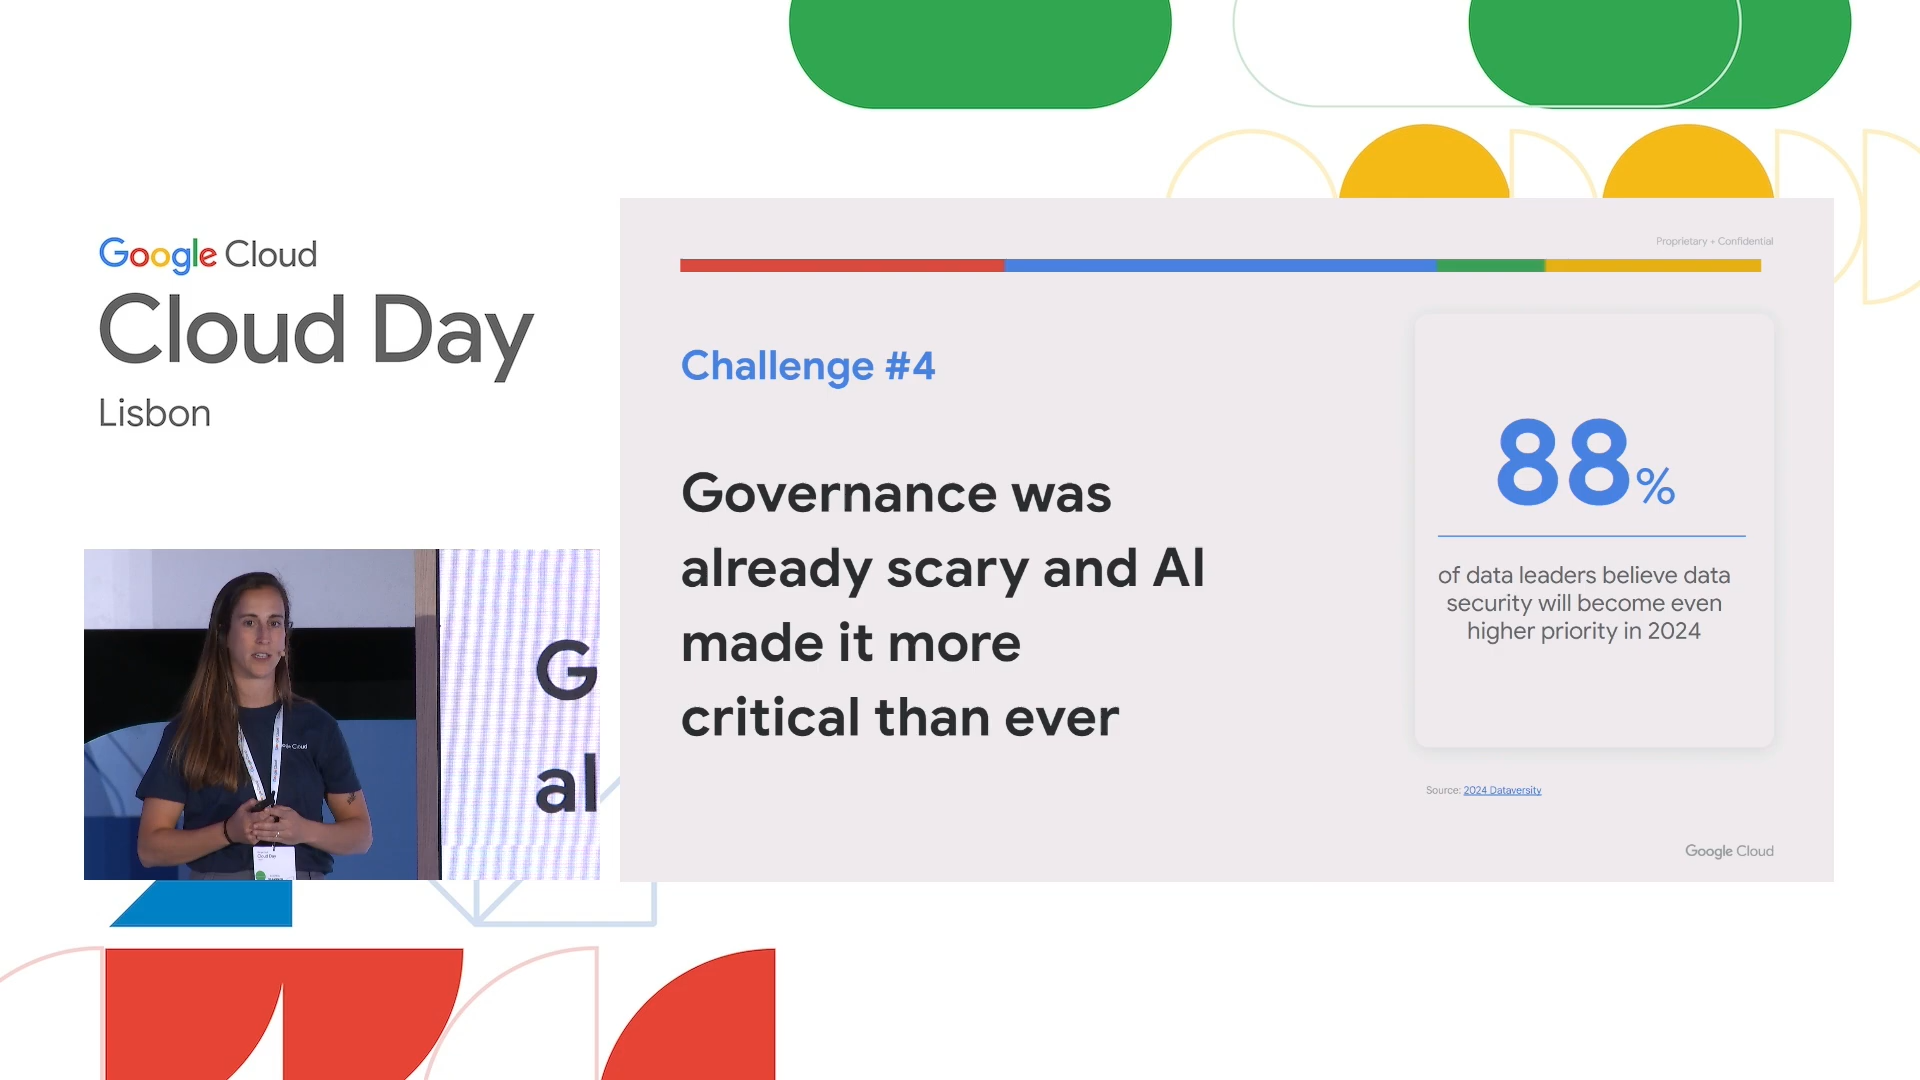 Google Cloud
Cloud Day
Lisbon
Proprietary + Confidential
Challenge #4
Governance was
already scary and AI
made it more
critical than ever
88%
of data leaders believe data
security will become even
higher priority in 2024
Source: 2024 Dataversity
Google Cloud
G
al
Cloud Day